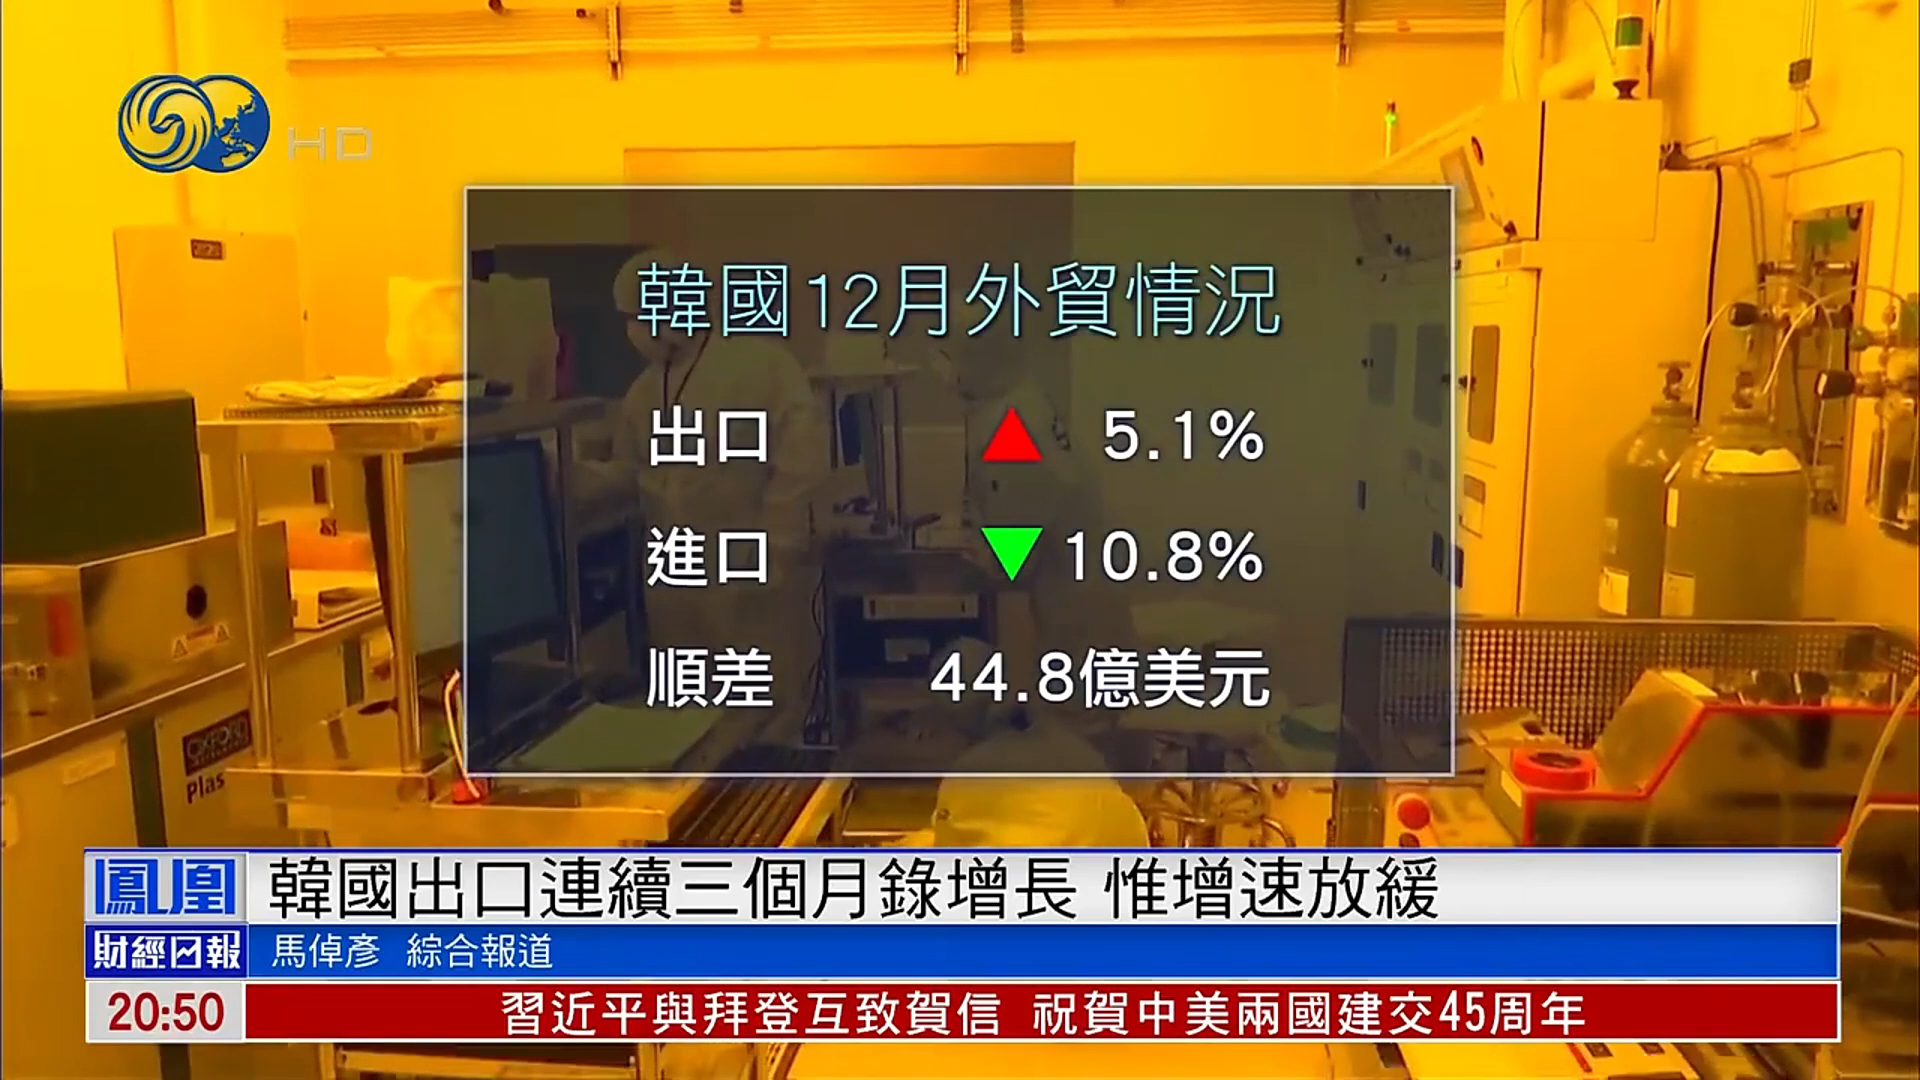 HD
韓國12月外貿情況
出口 ▲ 5.1%
進口 ▼ 10.8%
順差 44.8億美元
OXFORD
Plas
鳳凰 韓國出口連續三個月錄增長 惟增速放緩
財經日報 馬倬彥 綜合報道
20:50 習近平與拜登互致賀信 祝賀中美兩國建交45周年